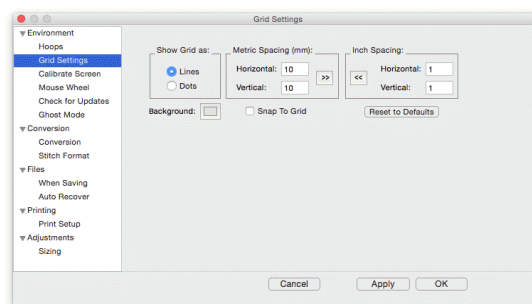 Grid Settings
Environment
Hoops
Grid Settings
Calibrate Screen
Mouse Wheel
Check for Updates
Ghost Mode
Conversion
Conversion
Stitch Format
Files
When Saving
Auto Recover
Printing
Print Setup
Adjustments
Sizing
Show Grid as:
Lines
Dots
Metric Spacing (mm):
Horizontal: 10
Vertical: 10
>>
Inch Spacing:
<<
Horizontal: 1
Vertical: 1
Background:
Snap To Grid
Reset to Defaults
Cancel
Apply
OK